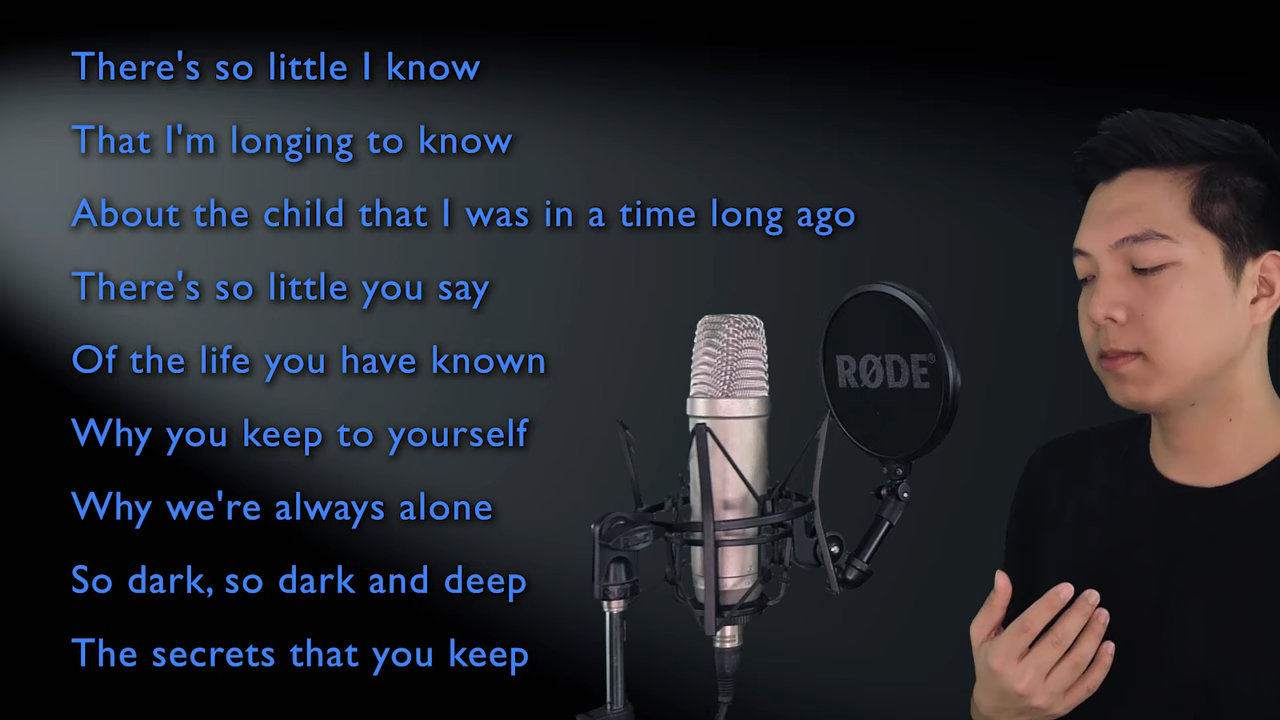 There's so little I know
That I'm longing to know
About the child that I was in a time long ago
There's so little you say
Of the life you have known
Why you keep to yourself
Why we're always alone
So dark, so dark and deep
The secrets that you keep
RØDE®